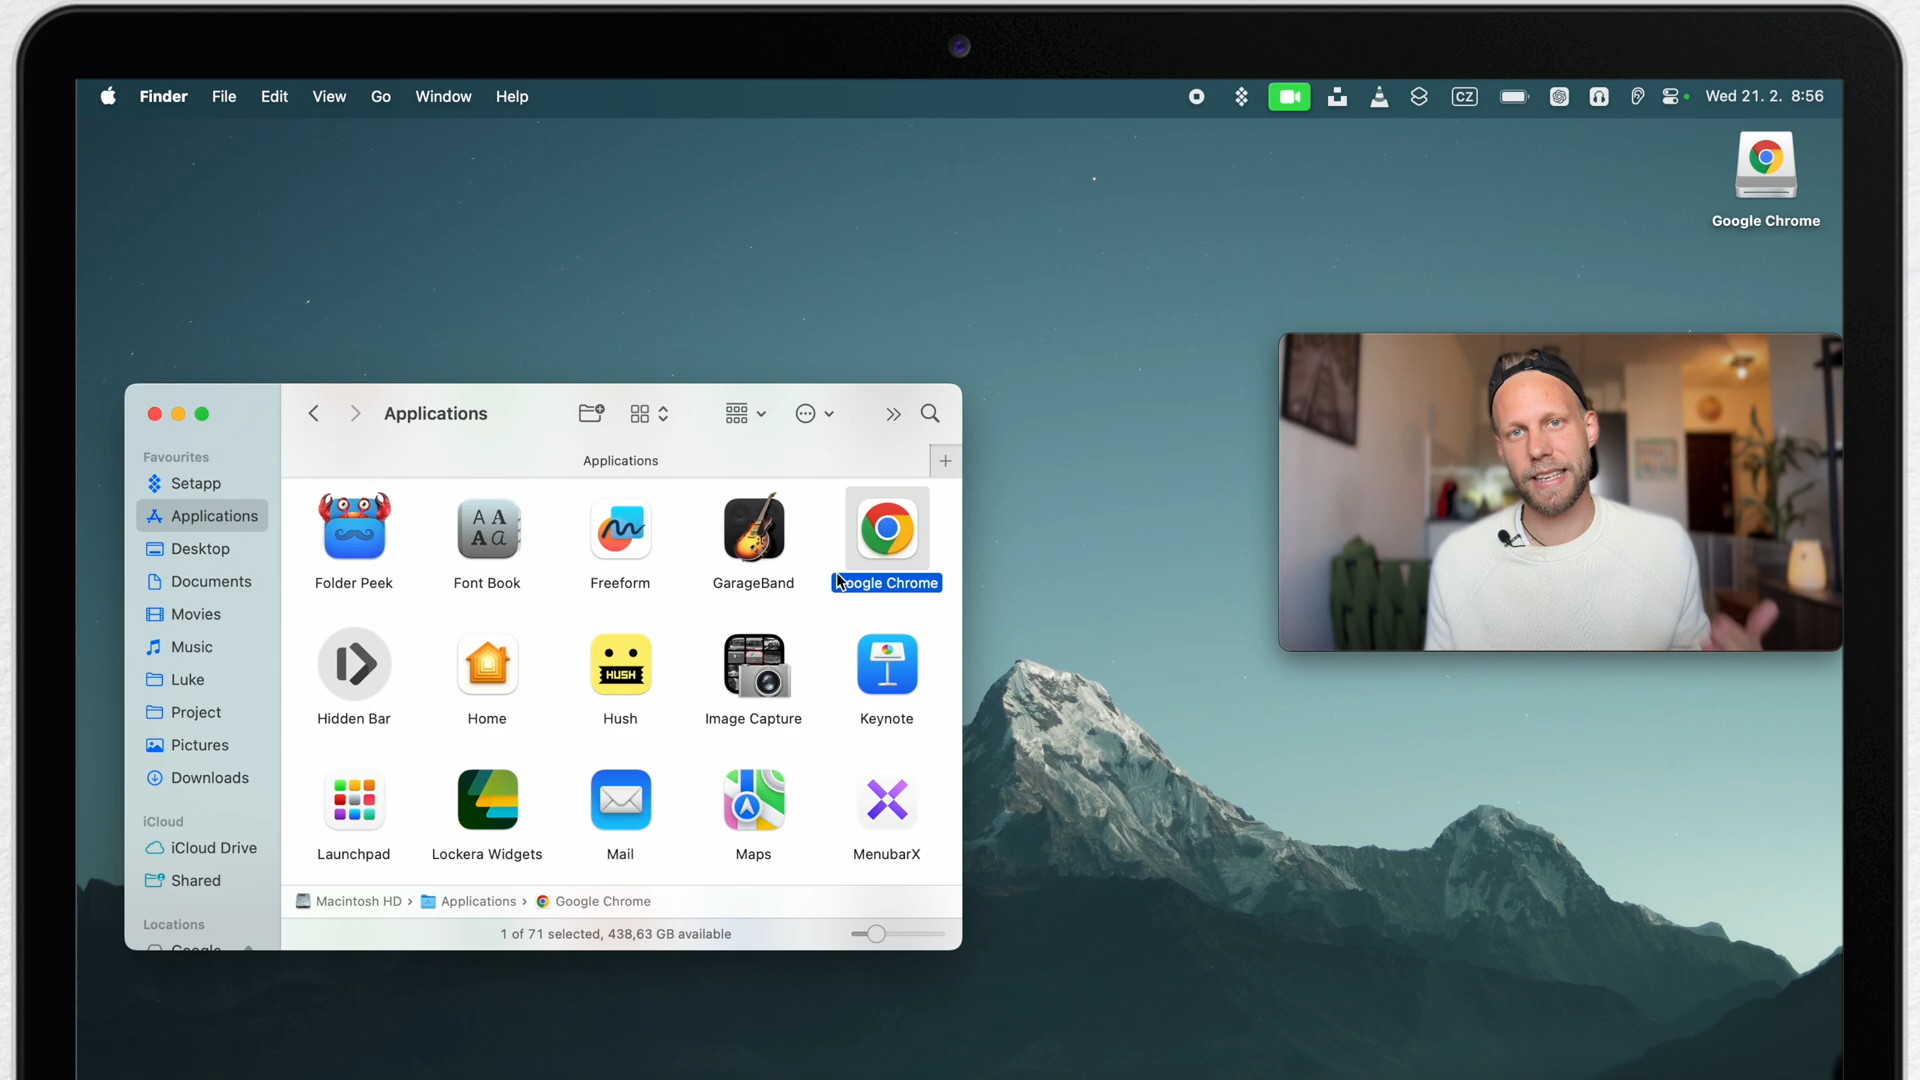 Finder File Edit View Go Window Help CZ Wed 21. 2. 8:56
Google Chrome
Applications
Favourites
Applications
Setapp
Applications
Desktop
Documents
Movies
Music
Luke
Project
Pictures
Downloads
iCloud
iCloud Drive
Shared
Locations
Google
A A
A a
Folder Peek Font Book Freeform GarageBand oogle Chrome
HUSH
Hidden Bar Home Hush Image Capture Keynote
Launchpad Lockera Widgets Mail Maps MenubarX
Macintosh HD › Applications › Google Chrome
1 of 71 selected, 438,63 GB available